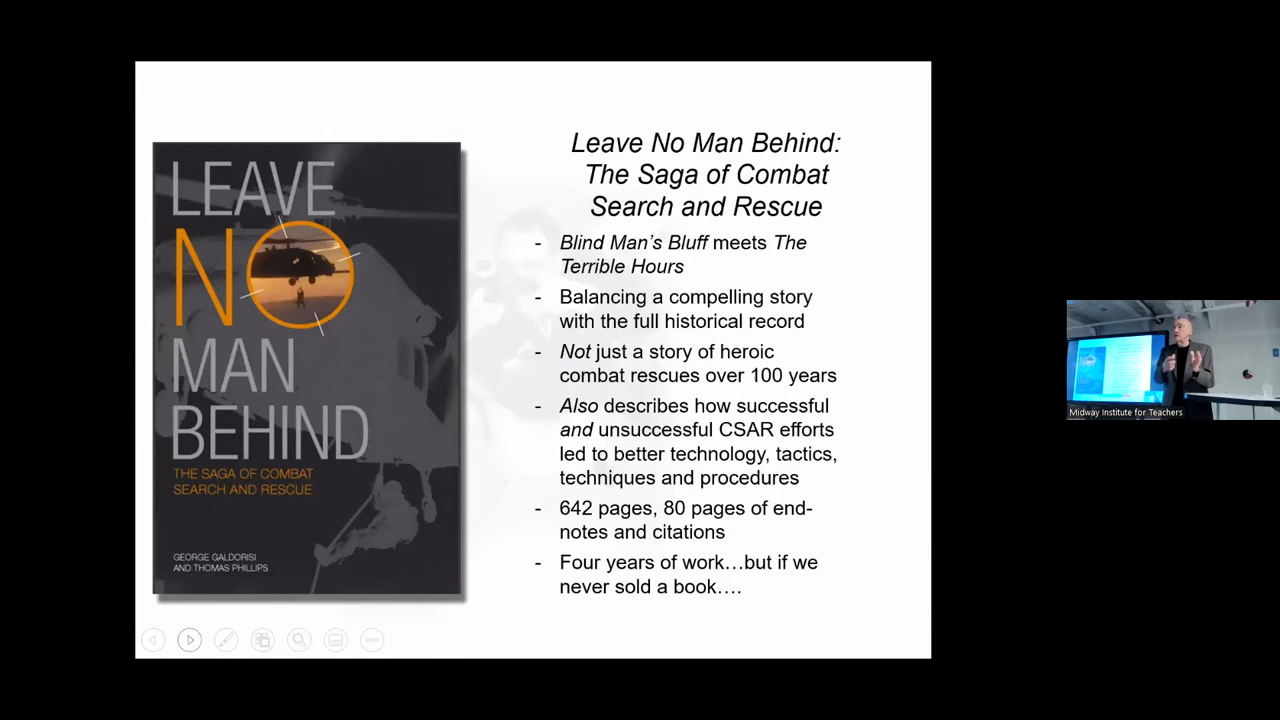 LEAVE
NO
MAN
BEHIND
THE SAGA OF COMBAT
SEARCH AND RESCUE
GEORGE GALDORISI
AND THOMAS PHILLIPS
Leave No Man Behind:
The Saga of Combat
Search and Rescue
- Blind Man's Bluff meets The
Terrible Hours
- Balancing a compelling story
with the full historical record
- Not just a story of heroic
combat rescues over 100 years
- Also describes how successful
and unsuccessful CSAR efforts
led to better technology, tactics,
techniques and procedures
- 642 pages, 80 pages of end-
notes and citations
- Four years of work…but if we
never sold a book….
Midway Institute for Teachers